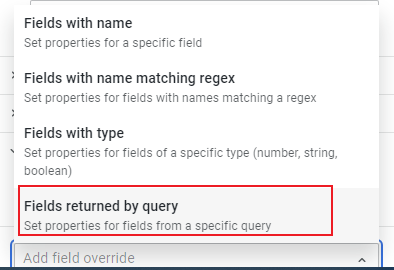 Fields with name
Set properties for a specific field
Fields with name matching regex
Set properties for fields with names matching a regex
Fields with type
Set properties for fields of a specific type (number, string,
boolean)
Fields returned by query
Set properties for fields from a specific query
Add field override